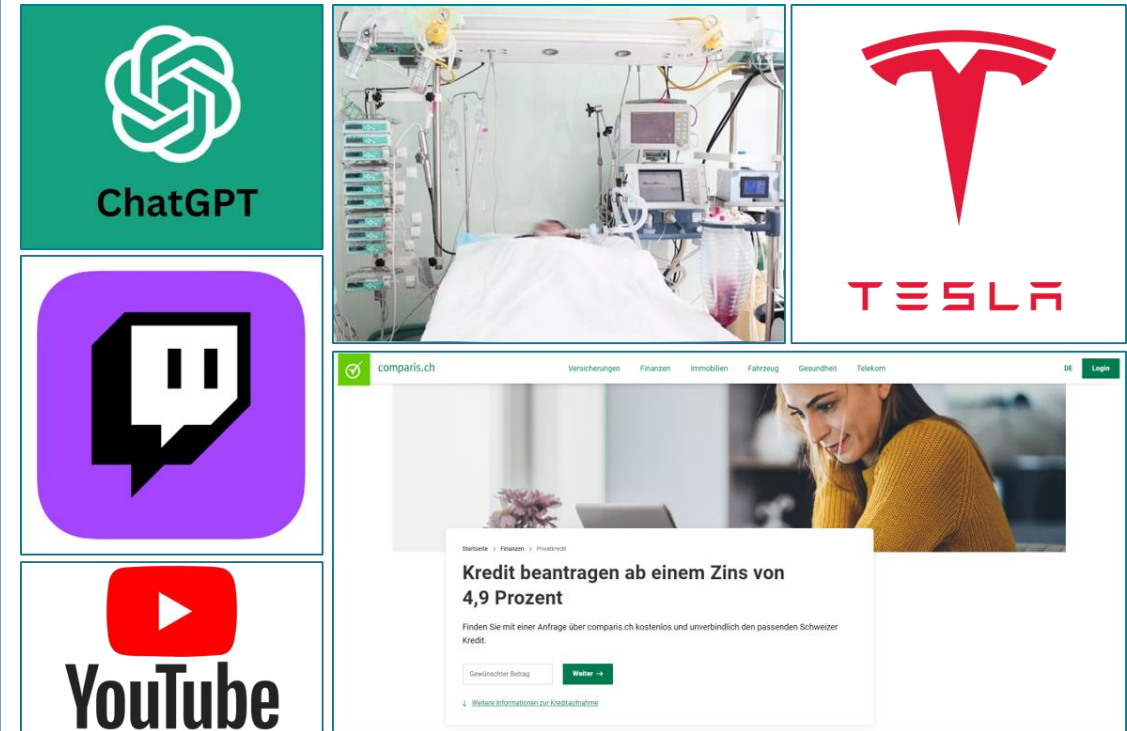 ChatGPT
TESLA
YouTube
comparis.ch
Versicherungen Finanzen Immobilien Fahrzeug Gesundheit Telekom DE Login
Startseite > Finanzen > Privatkredit
Kredit beantragen ab einem Zins von
4,9 Prozent
Finden Sie mit einer Anfrage über comparis.ch kostenlos und unverbindlich den passenden Schweizer
Kredit.
Gewünschter Betrag Weiter →
↓ Weitere Informationen zur Kreditaufnahme